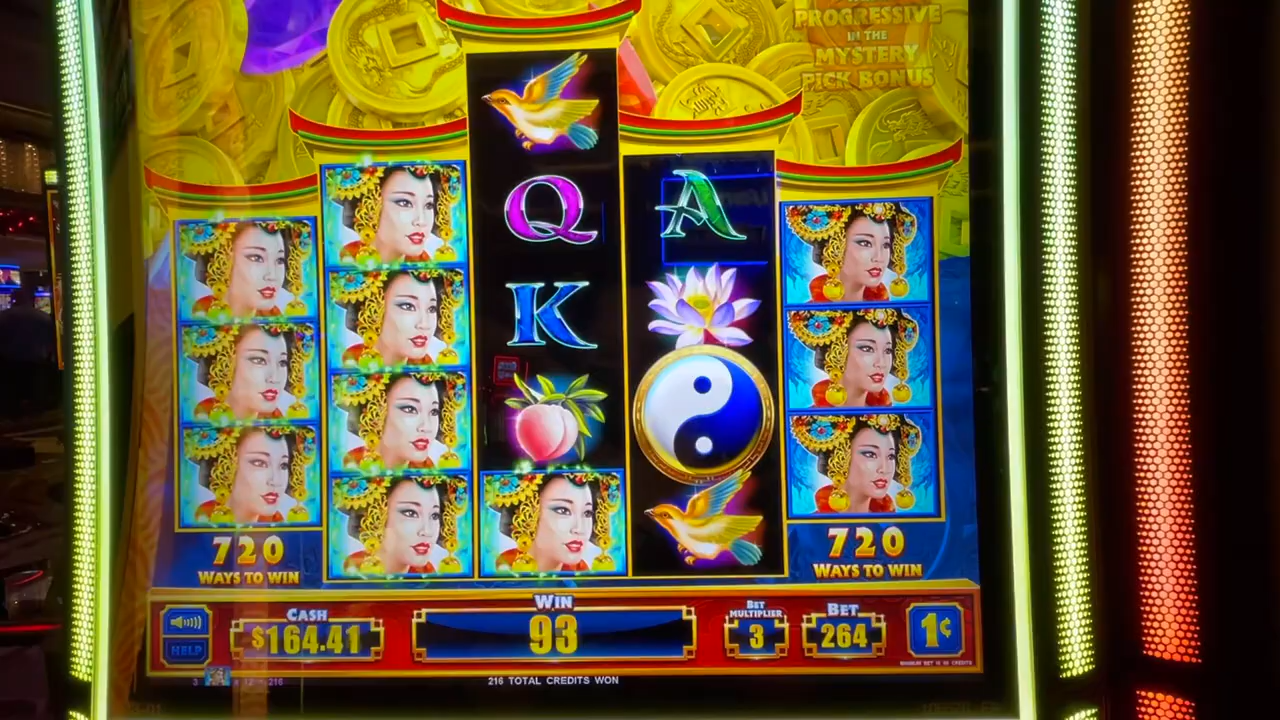 PROGRESSIVE
IN THE
MYSTERY
PICK BONUS
Q
A
K
720
WAYS TO WIN
720
WAYS TO WIN
CASH
$164.41
WIN
93
BET
MULTIPLIER
3
BET
264
1¢
HELP
216 TOTAL CREDITS WON